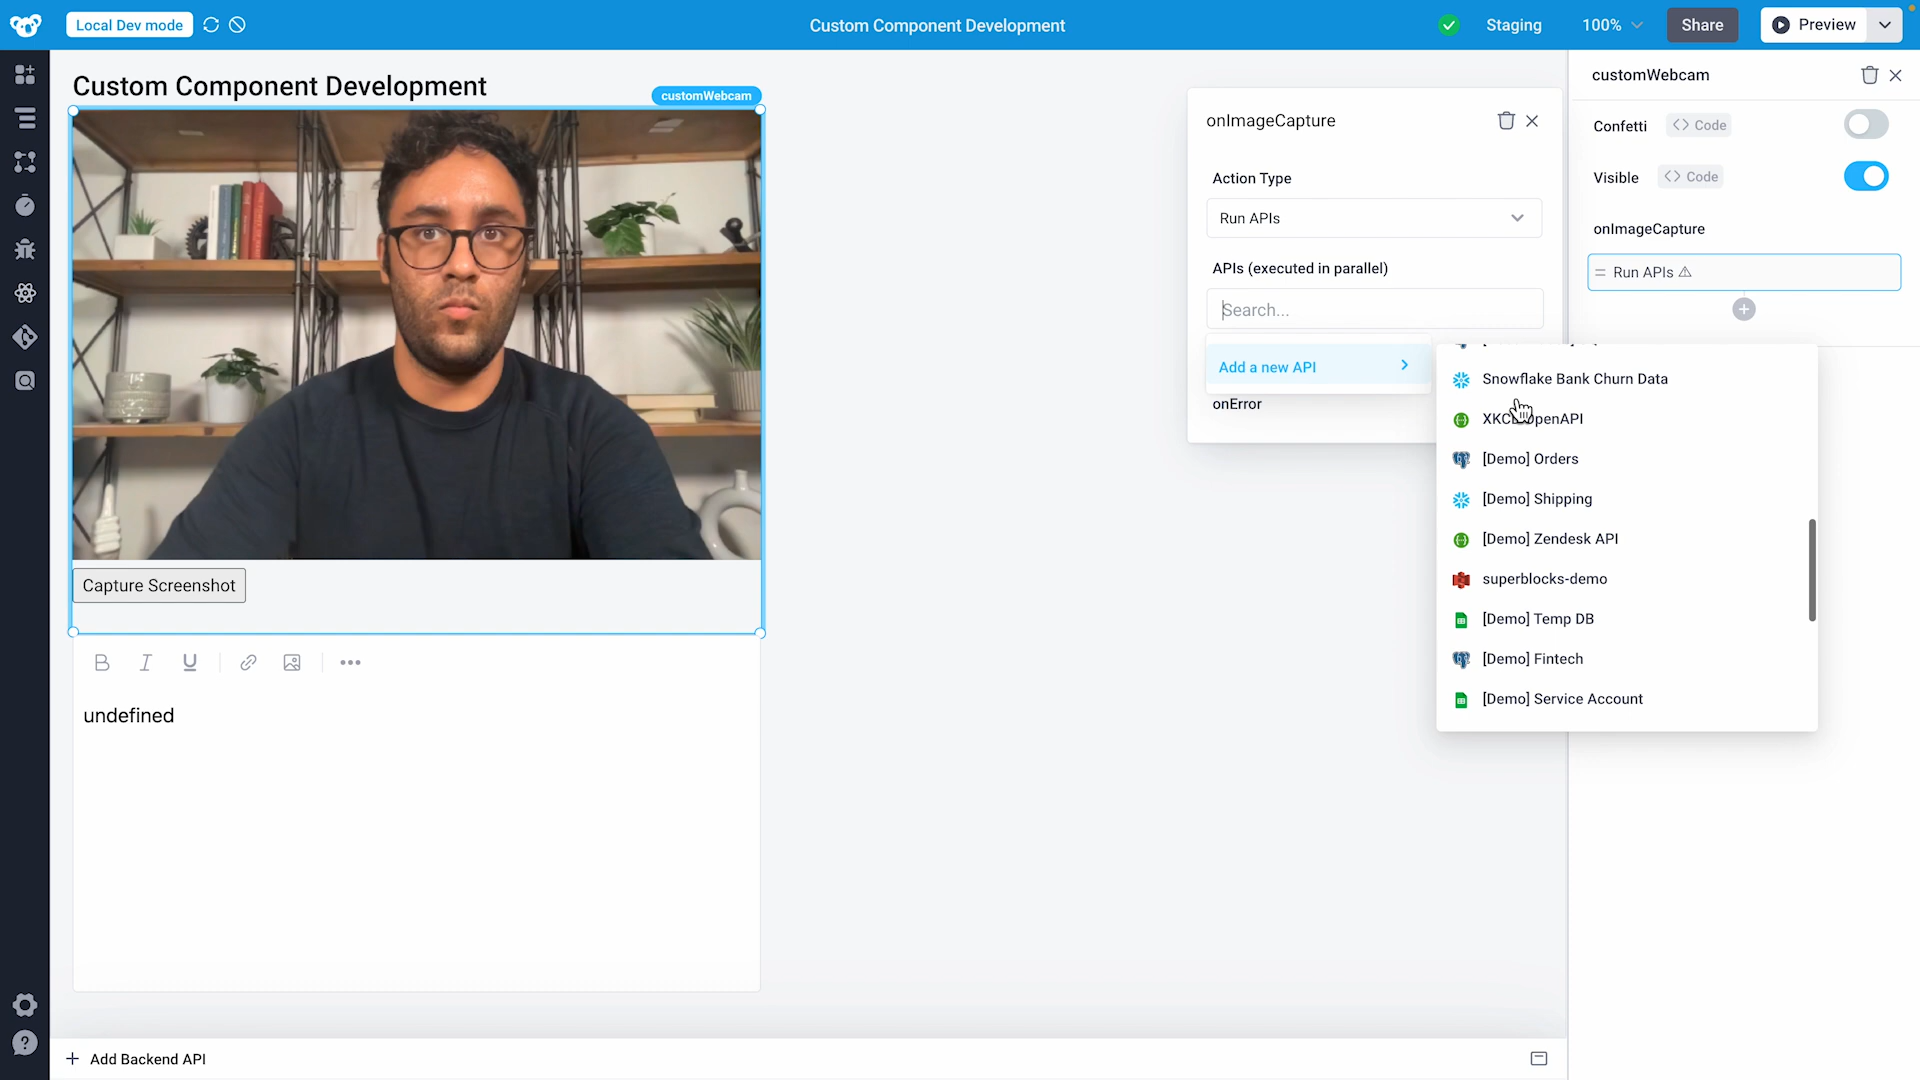 Local Dev mode
Custom Component Development
Staging
100%
Share
Preview
Custom Component Development
customWebcam
Capture Screenshot
undefined
Add Backend API
onImageCapture
Action Type
Run APIs
APIs (executed in parallel)
Search...
Add a new API
onError
Snowflake Bank Churn Data
[Demo] Orders
[Demo] Shipping
[Demo] Zendesk API
superblocks-demo
[Demo] Temp DB
[Demo] Fintech
[Demo] Service Account
customWebcam
Confetti
<> Code
Visible
<> Code
onImageCapture
Run APIs